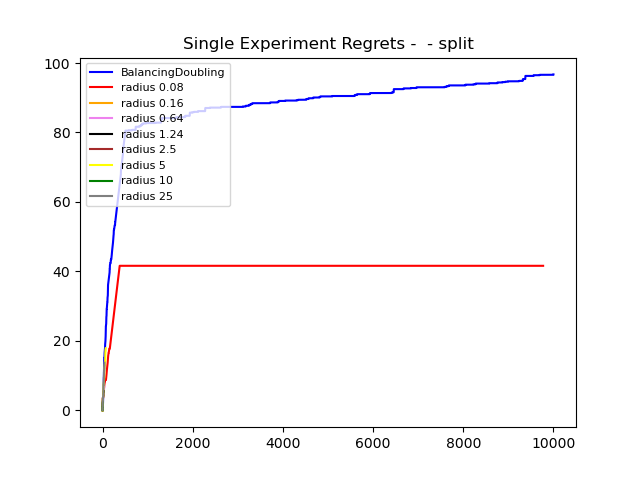 Single Experiment Regrets -  - split
100
80
60
40
20
0
BalancingDoubling
radius 0.08
radius 0.16
radius 0.64
radius 1.24
radius 2.5
radius 5
radius 10
radius 25
0 2000 4000 6000 8000 10000